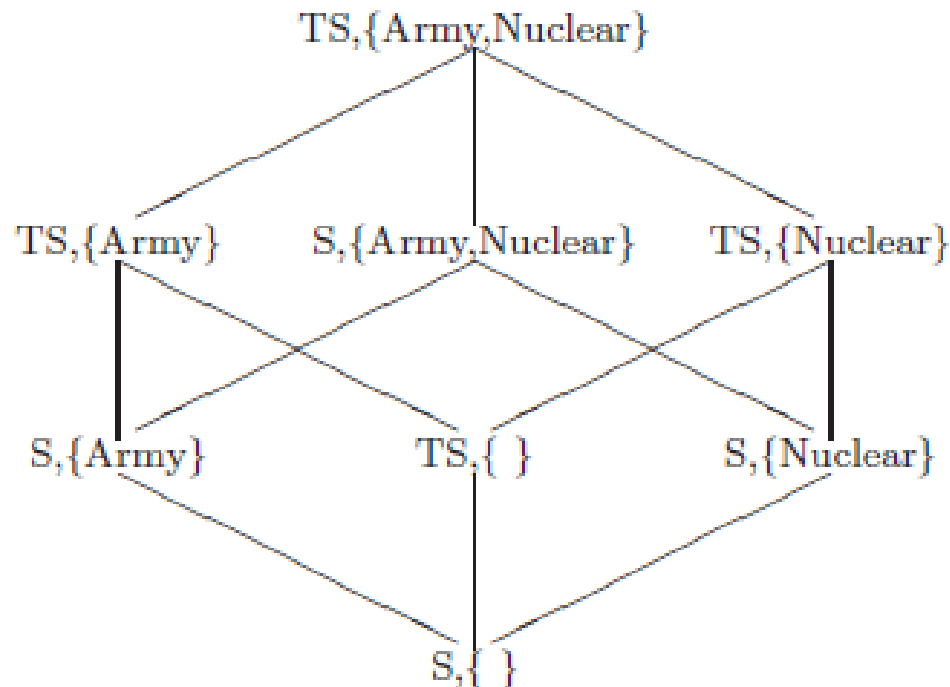 TS,{Army,Nuclear}
TS,{Army} S,{Army,Nuclear} TS,{Nuclear}
S,{Army} TS,{ } S,{Nuclear}
S,{ }